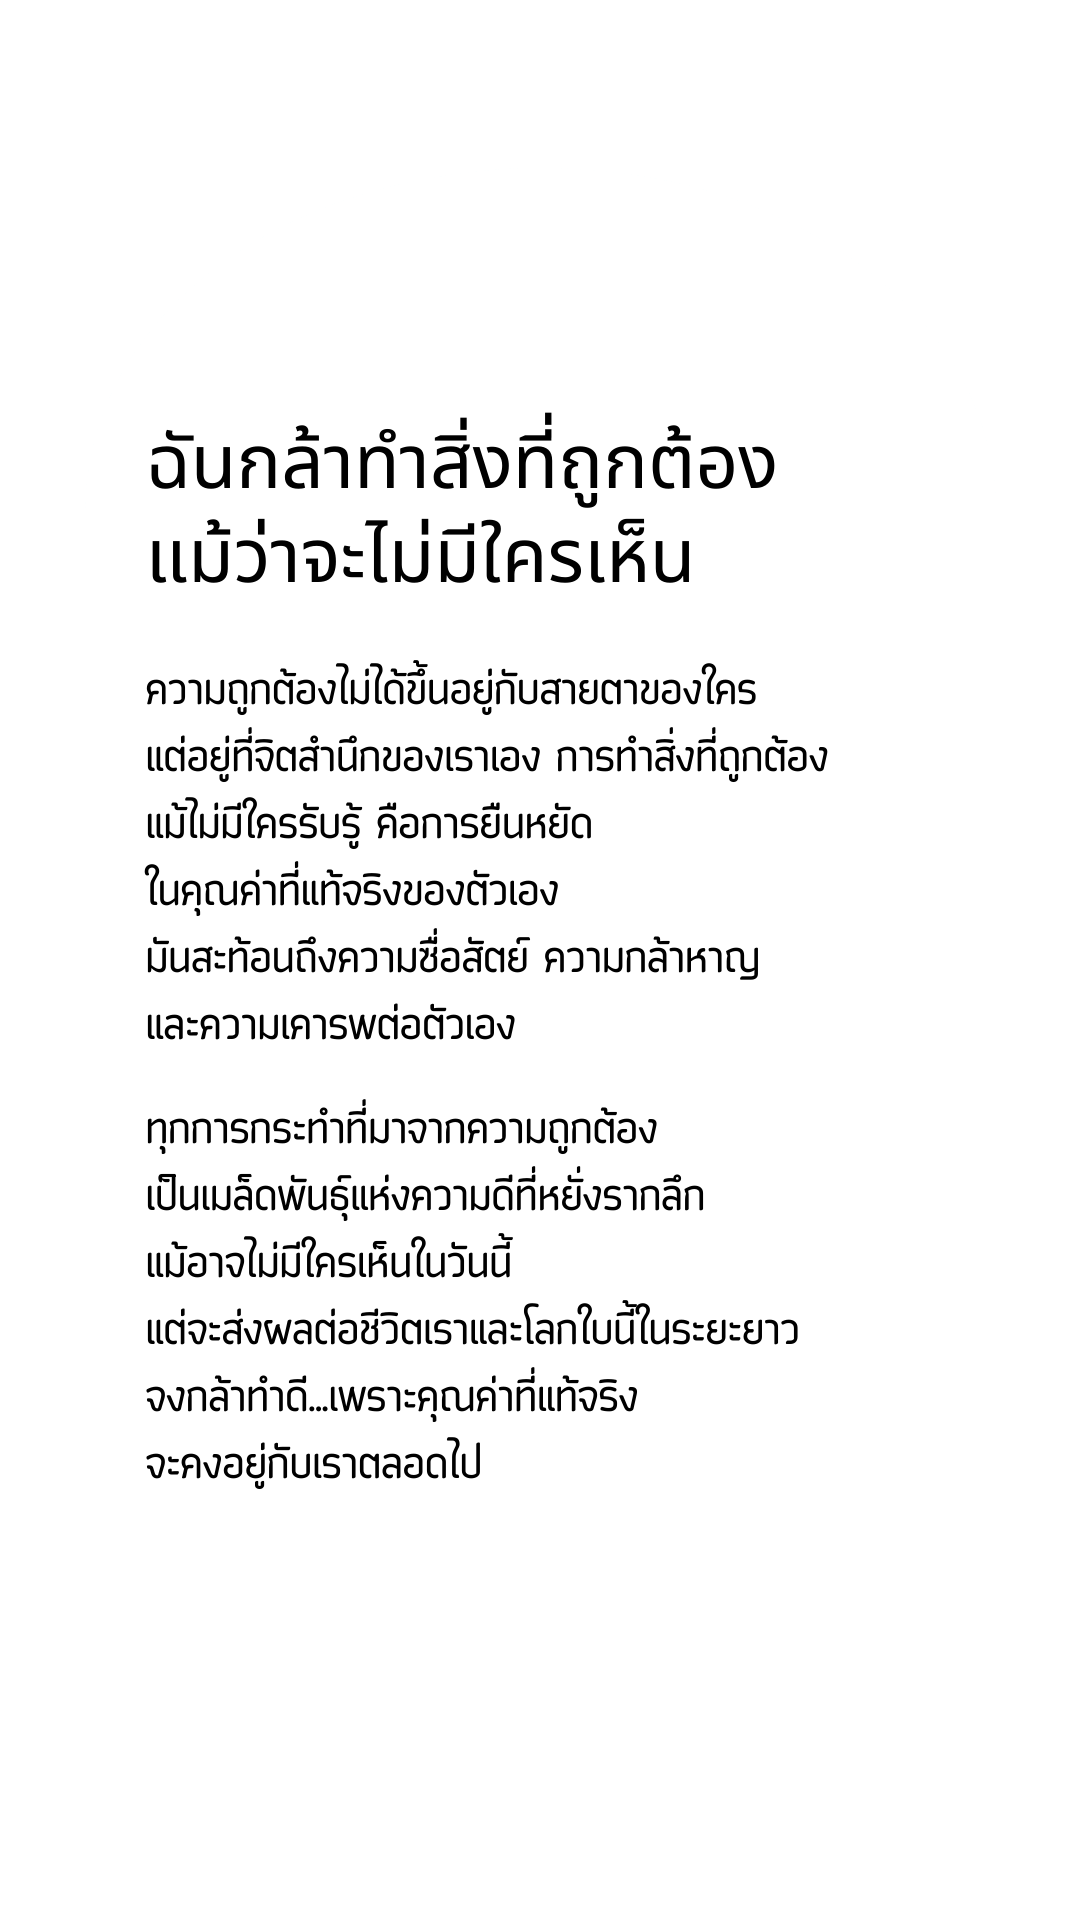 ฉันกล้าทำสิ่งที่ถูกต้อง
แม้ว่าจะไม่มีใครเห็น
ความถูกต้องไม่ได้ขึ้นอยู่กับสายตาของใคร
แต่อยู่ที่จิตสำนึกของเราเอง การทำสิ่งที่ถูกต้อง
แม้ไม่มีใครรับรู้ คือการยืนหยัด
ในคุณค่าที่แท้จริงของตัวเอง
มันสะท้อนถึงความซื่อสัตย์ ความกล้าหาญ
และความเคารพต่อตัวเอง
ทุกการกระทำที่มาจากความถูกต้อง
เป็นเมล็ดพันธุ์แห่งความดีที่หยั่งรากลึก
แม้อาจไม่มีใครเห็นในวันนี้
แต่จะส่งผลต่อชีวิตเราและโลกใบนี้ในระยะยาว
จงกล้าทำดี...เพราะคุณค่าที่แท้จริง
จะคงอยู่กับเราตลอดไป